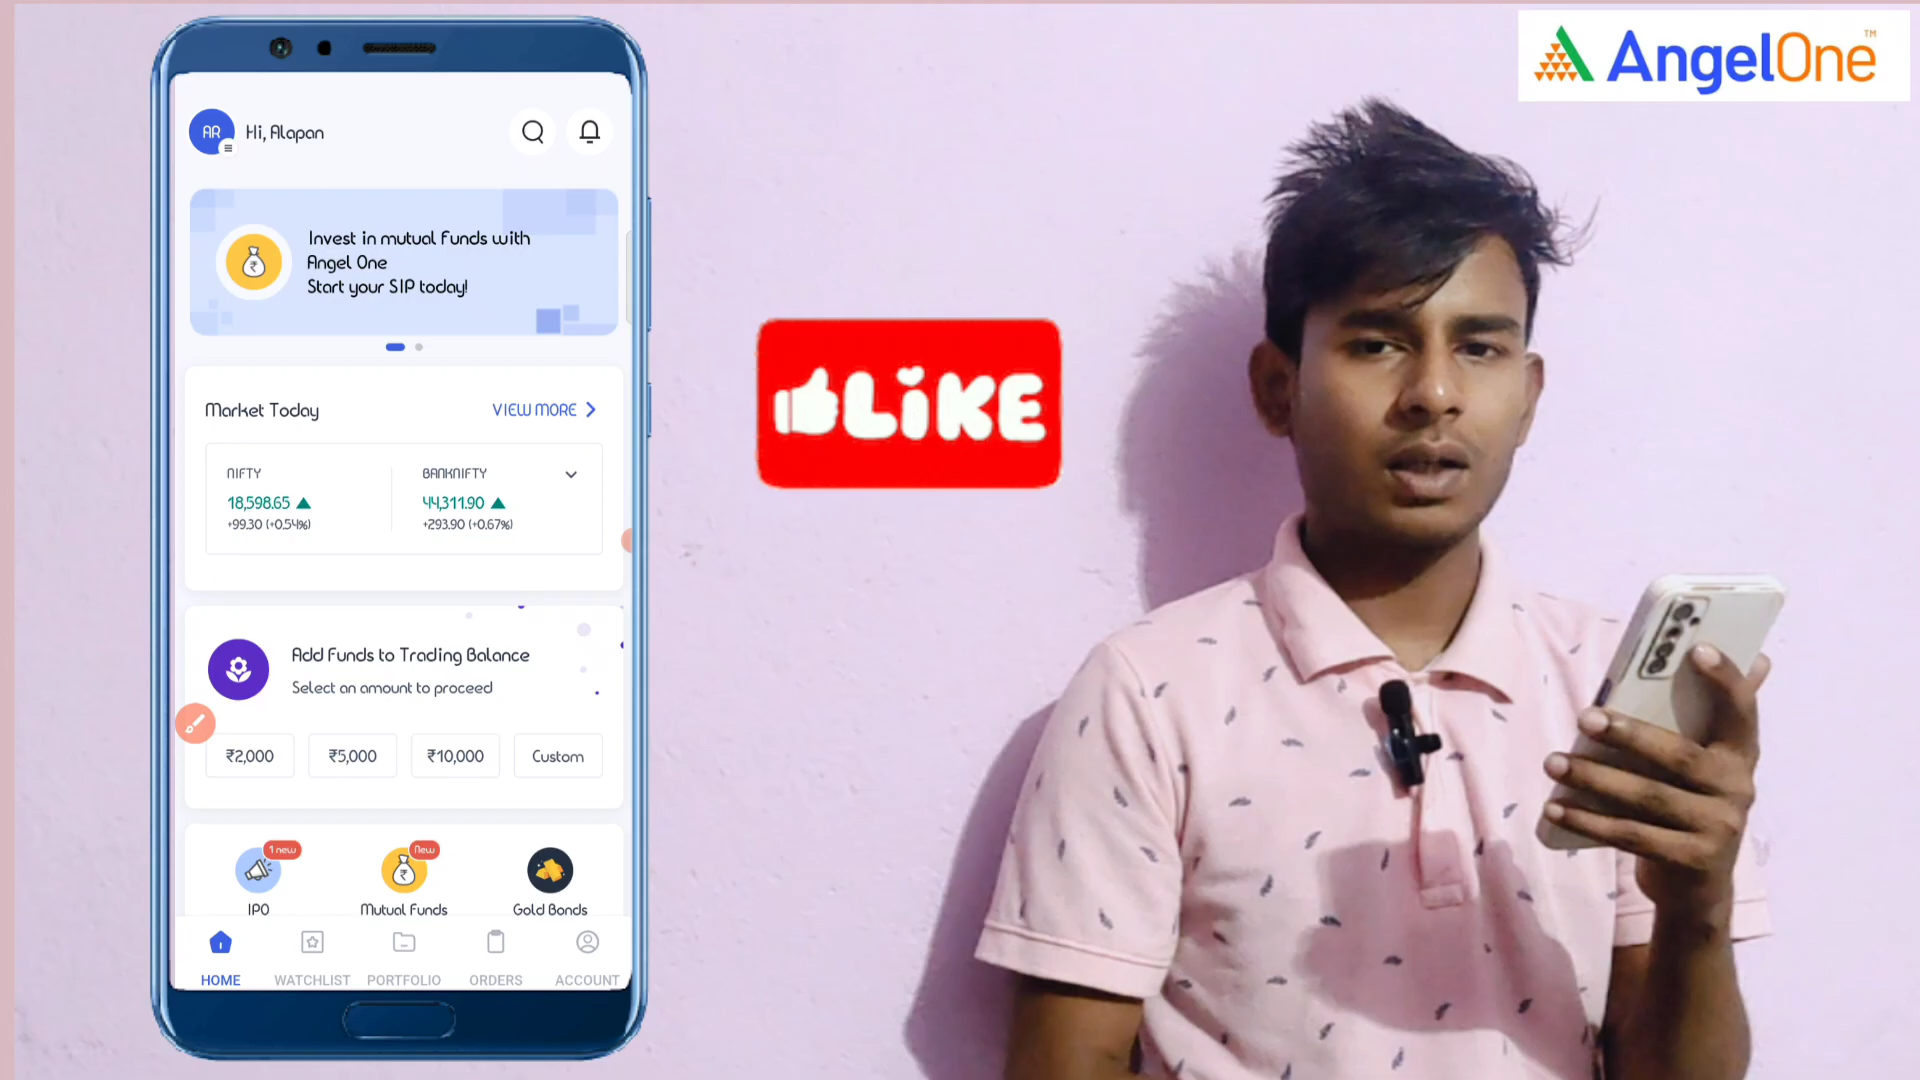 AR
Hi, Alapan
Invest in mutual Funds with
Angel One
Start your SIP today!
Market Today
VIEW MORE
NIFTY
18,598.65
+99.30 (+0.54%)
BANKNIFTY
44,311.90
+293.90 (+0.67%)
Add Funds to Trading Balance
Select an amount to proceed
₹2,000
₹5,000
₹10,000
Custom
1 new
IPO
New
Mutual Funds
Gold Bonds
HOME
WATCHLIST
PORTFOLIO
ORDERS
ACCOUNT
LiKE
AngelOne™